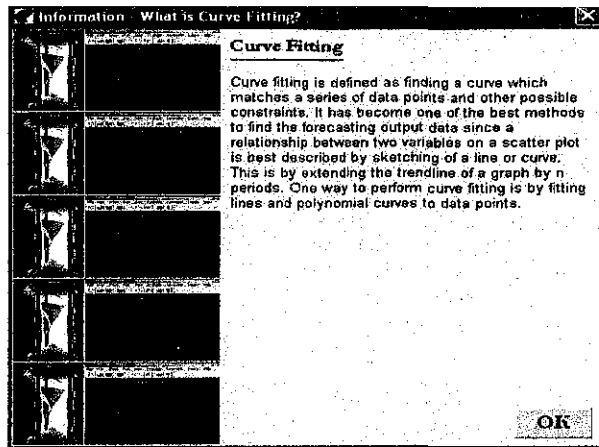 Information - What is Curve Fitting?
Curve Fitting
Curve fitting is defined as finding a curve which
matches a series of data points and other possible
constraints. It has become one of the best methods
to find the forecasting output data since a
relationship between two variables on a scatter plot
is best described by sketching of a line or curve.
This is by extending the trendline of a graph by n
periods. One way to perform curve fitting is by fitting
lines and polynomial curves to data points.
OK